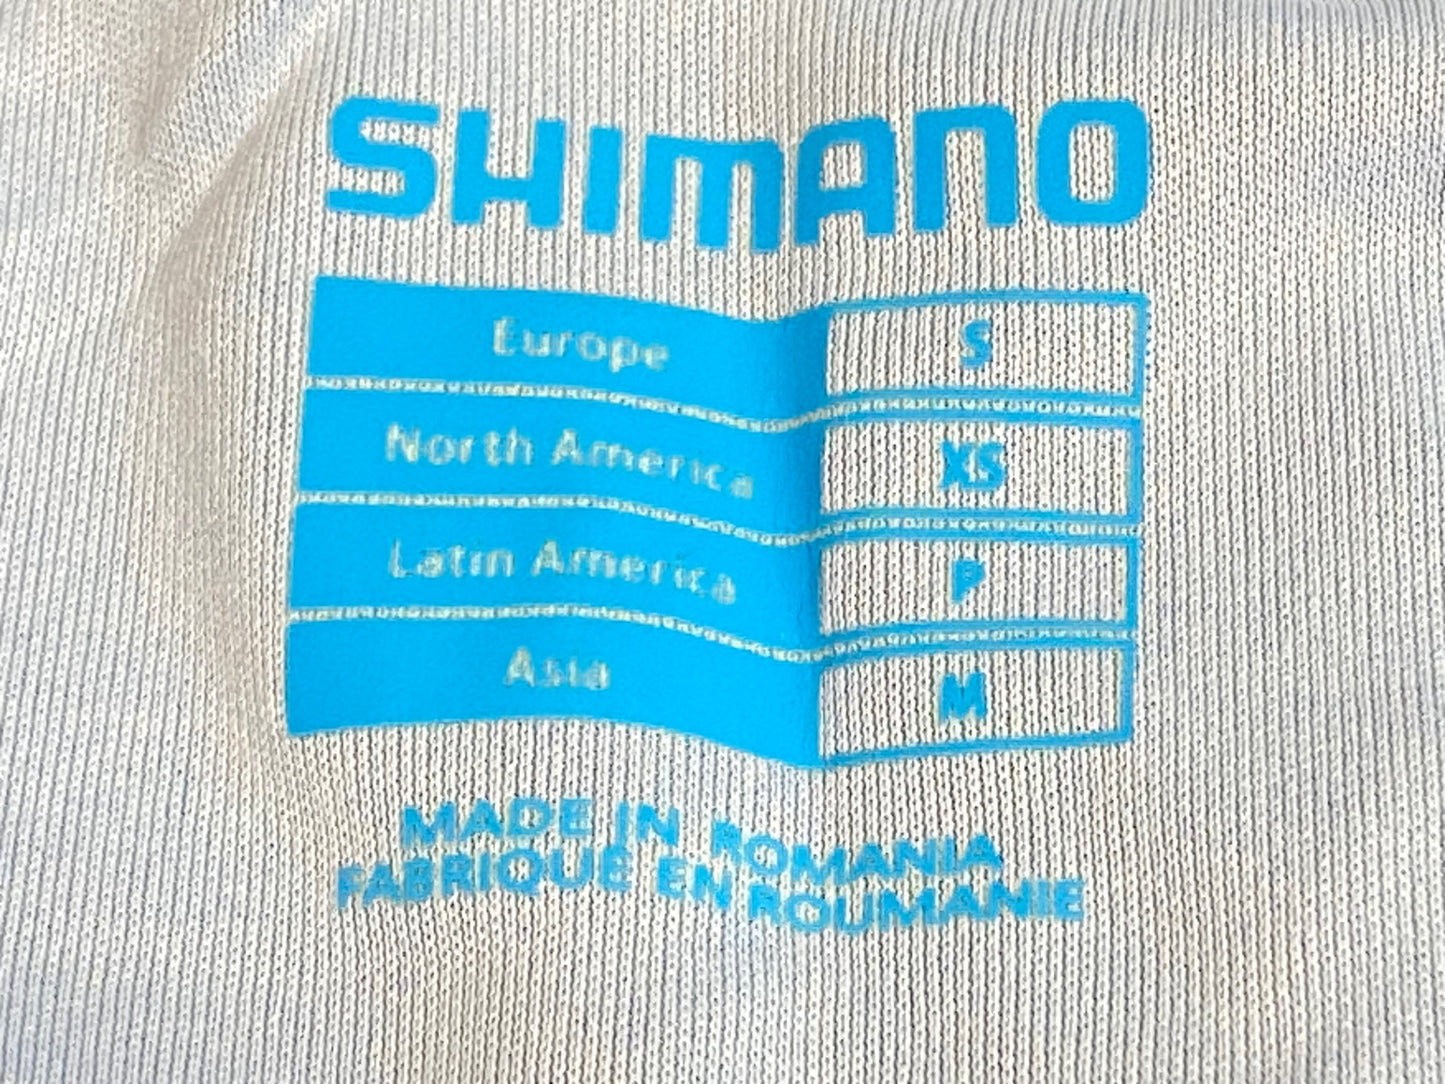 SHIMANO
Europe S
North America XS
Latin America P
Asia M
MADE IN ROMANIA
FABRIQUÉ EN ROUMANIE